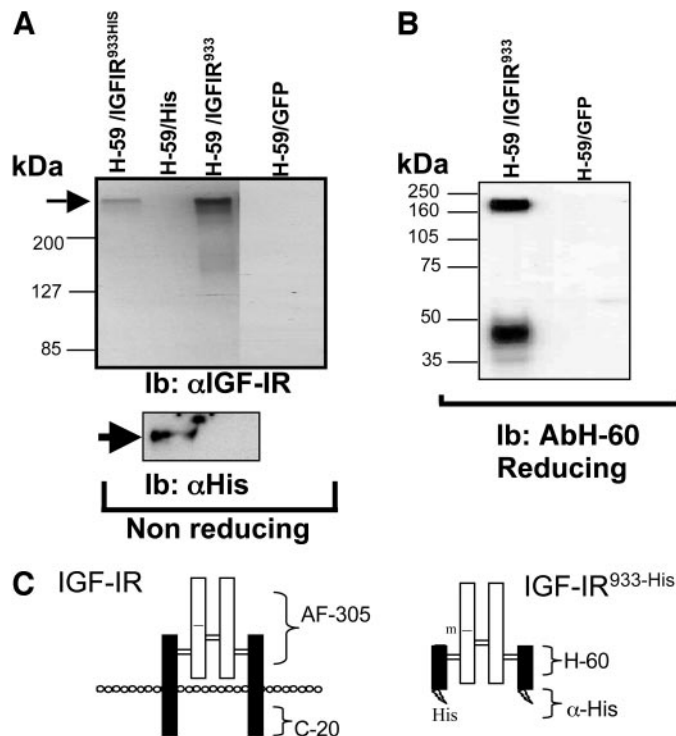 A
H-59 /IGFIR933HIS
H-59/His
H-59 /IGFIR933
H-59/GFP
kDa
200
127
85
Ib: αIGF-IR
Ib: αHis
Non reducing
B
H-59 /IGFIR933
H-59/GFP
kDa
250
160
105
75
50
35
Ib: AbH-60
Reducing
C
IGF-IR
AF-305
C-20
IGF-IR933-His
m
H-60
α-His
His